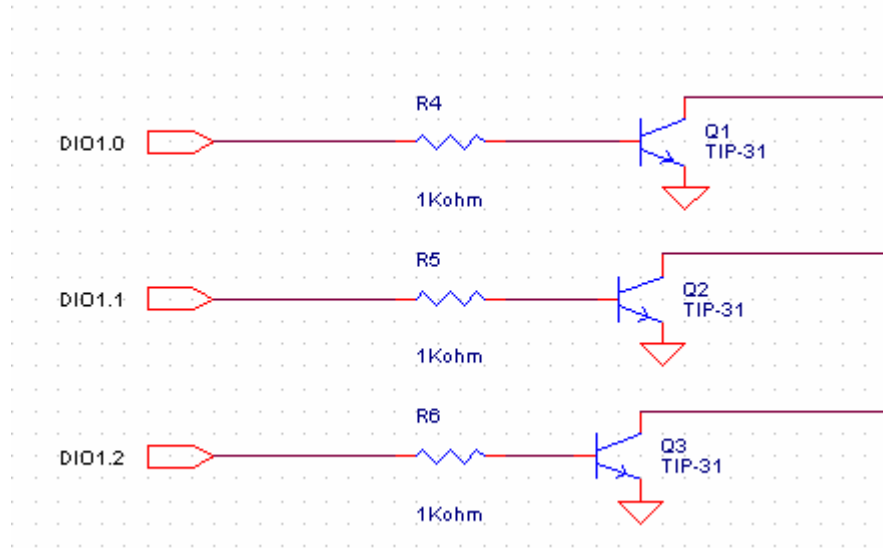 R4
DIO1.0
Q1
TIP-31
1Kohm
R5
DIO1.1
Q2
TIP-31
1Kohm
R6
DIO1.2
Q3
TIP-31
1Kohm